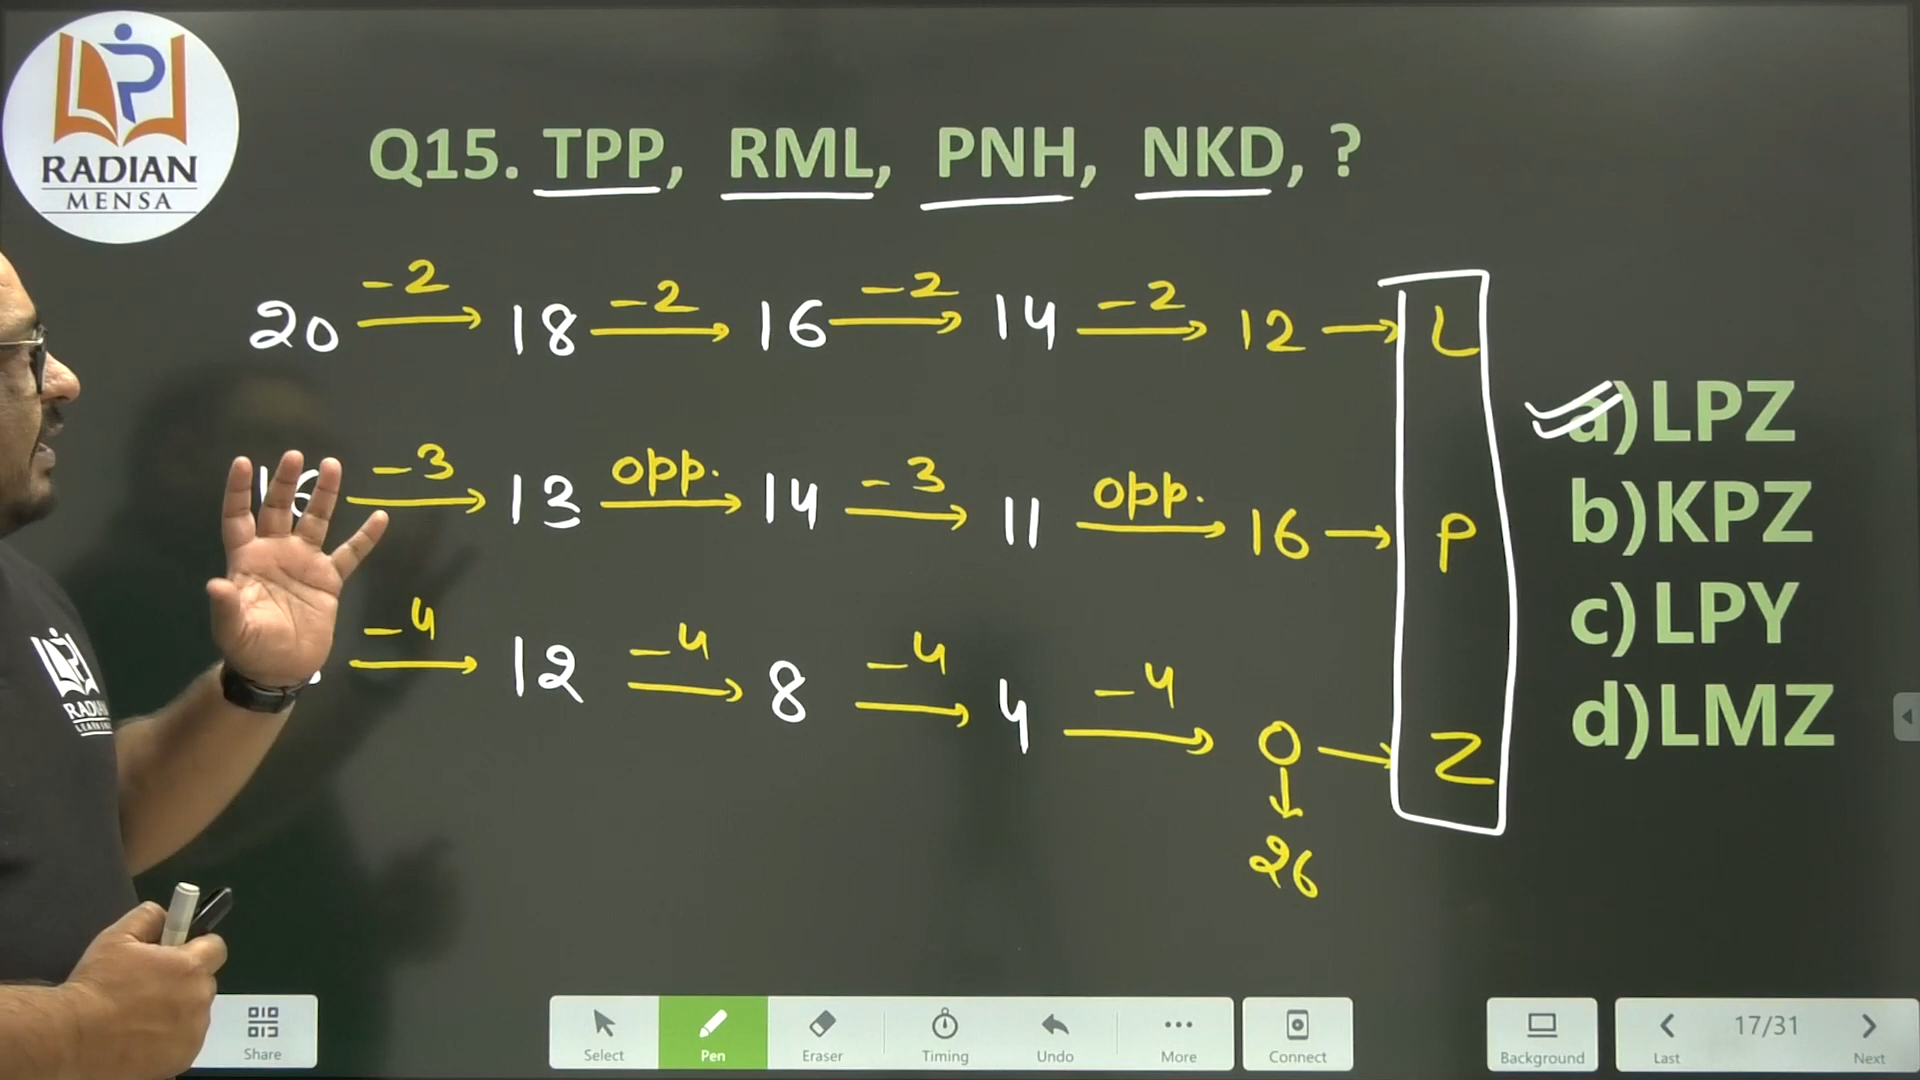 RADIAN
MENSA
Q15. TPP, RML, PNH, NKD, ?
20 -2 18 -2 16 -2 14 -2 12 → L
16 -3 13 opp. 14 -3 11 opp. 16 → P
-4 12 -4 8 -4 4 -4 0 → Z
26
a) LPZ
b) KPZ
c) LPY
d) LMZ
Share
Select
Pen
Eraser
Timing
Undo
More
Connect
Background
Last
17/31
Next